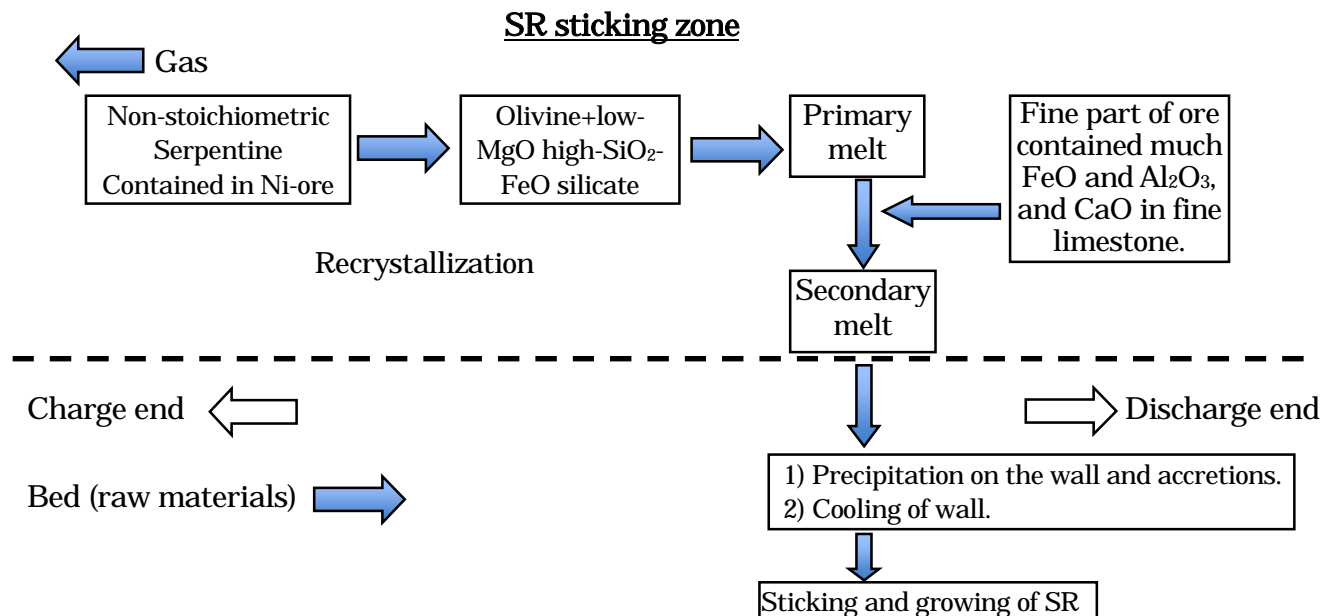 SR sticking zone
Gas
Non-stoichiometric
Serpentine
Contained in Ni-ore
Olivine+low-
MgO high-SiO₂-
FeO silicate
Primary
melt
Fine part of ore
contained much
FeO and Al₂O₃,
and CaO in fine
limestone.
Recrystallization
Secondary
melt
Charge end
Discharge end
Bed (raw materials)
1) Precipitation on the wall and accretions.
2) Cooling of wall.
Sticking and growing of SR